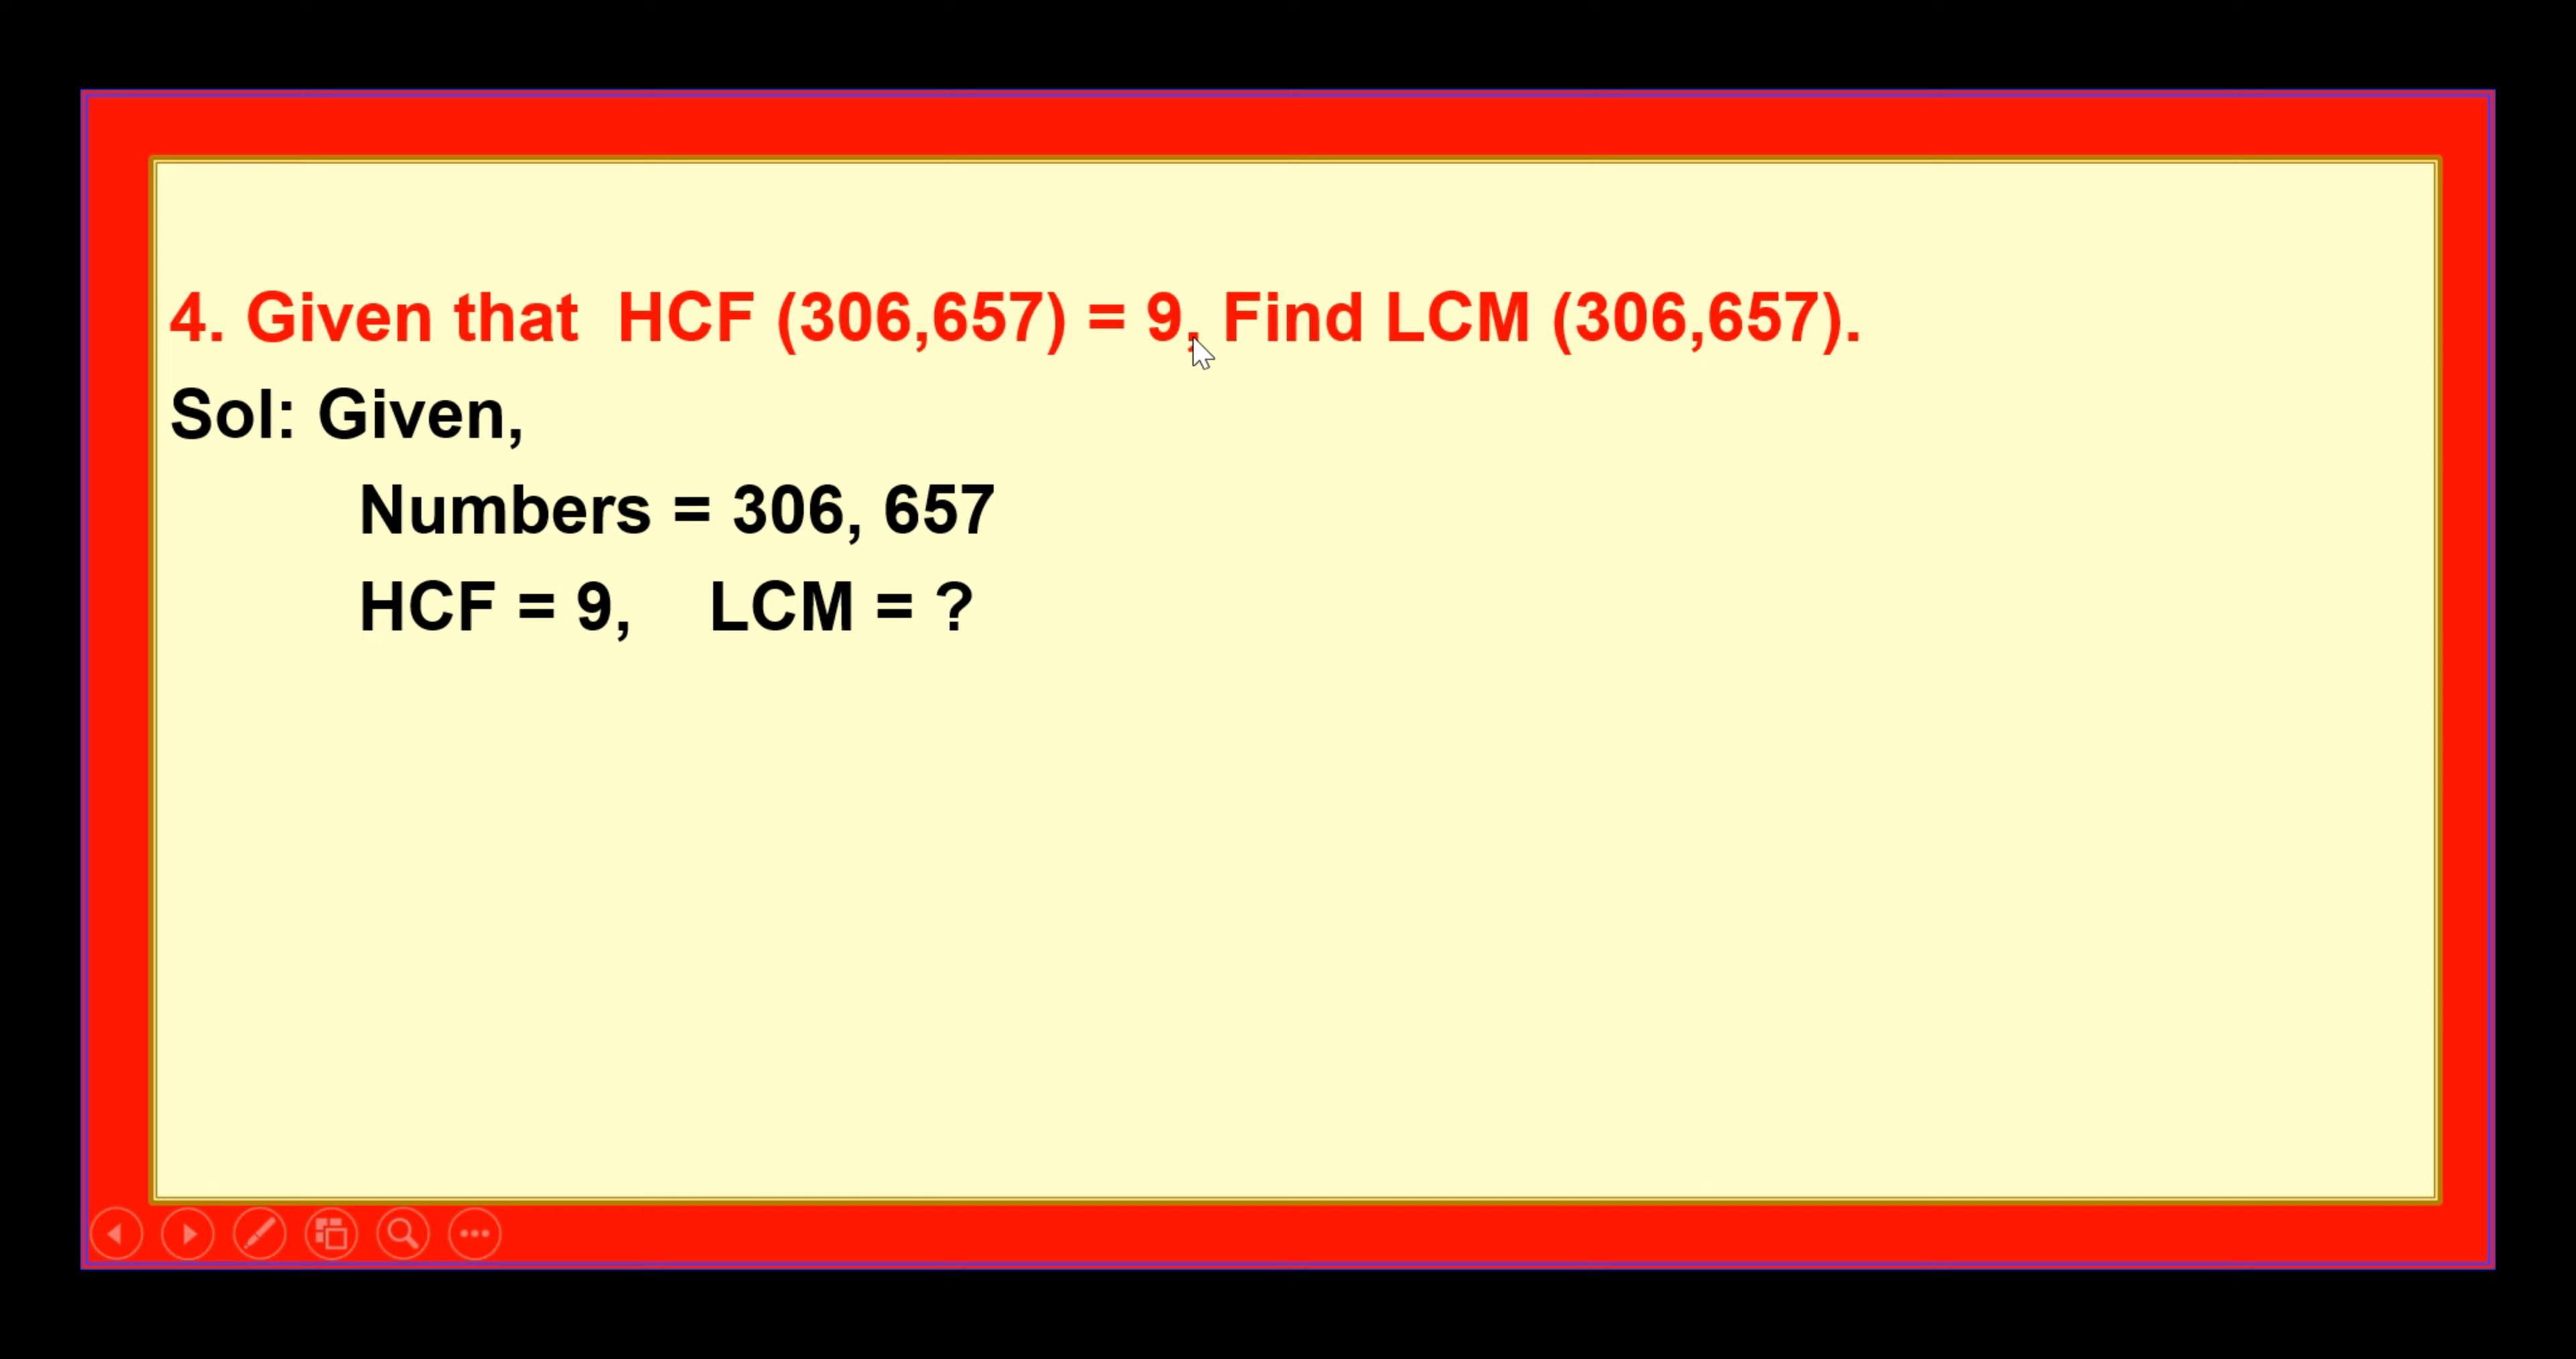 4. Given that  HCF (306,657) = 9, Find LCM (306,657).
Sol: Given,
Numbers = 306, 657
HCF = 9,    LCM = ?